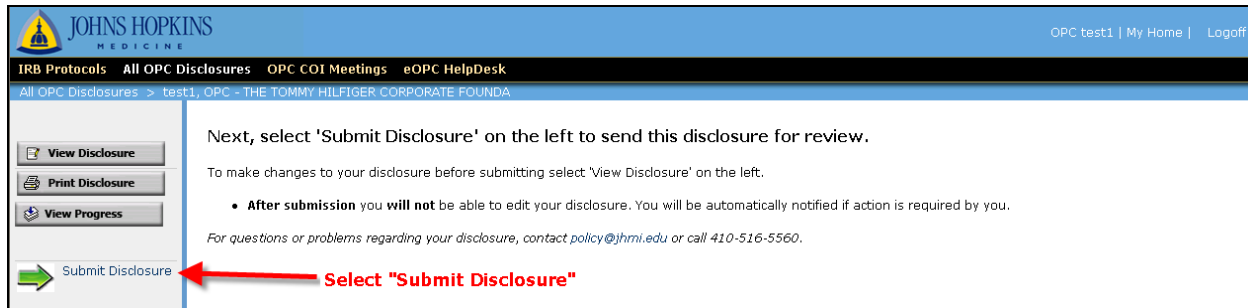 JOHNS HOPKINS
MEDICINE
OPC test1 | My Home | Logoff
IRB Protocols All OPC Disclosures OPC COI Meetings eOPC HelpDesk
All OPC Disclosures > test1, OPC - THE TOMMY HILFIGER CORPORATE FOUNDA
View Disclosure
Print Disclosure
View Progress
Submit Disclosure
Next, select 'Submit Disclosure' on the left to send this disclosure for review.
To make changes to your disclosure before submitting select 'View Disclosure' on the left.
• After submission you will not be able to edit your disclosure. You will be automatically notified if action is required by you.
For questions or problems regarding your disclosure, contact policy@jhmi.edu or call 410-516-5560.
Select "Submit Disclosure"